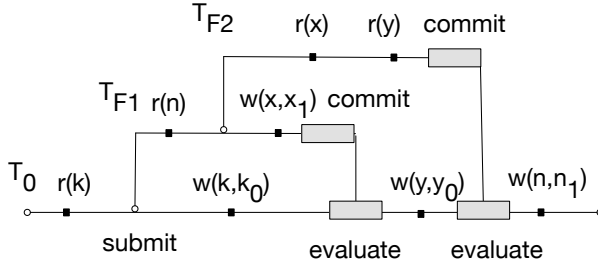 T_F2 r(x) r(y) commit
T_F1 r(n) w(x,x_1) commit
T_0 r(k) w(k,k_0) w(y,y_0) w(n,n_1)
submit evaluate evaluate